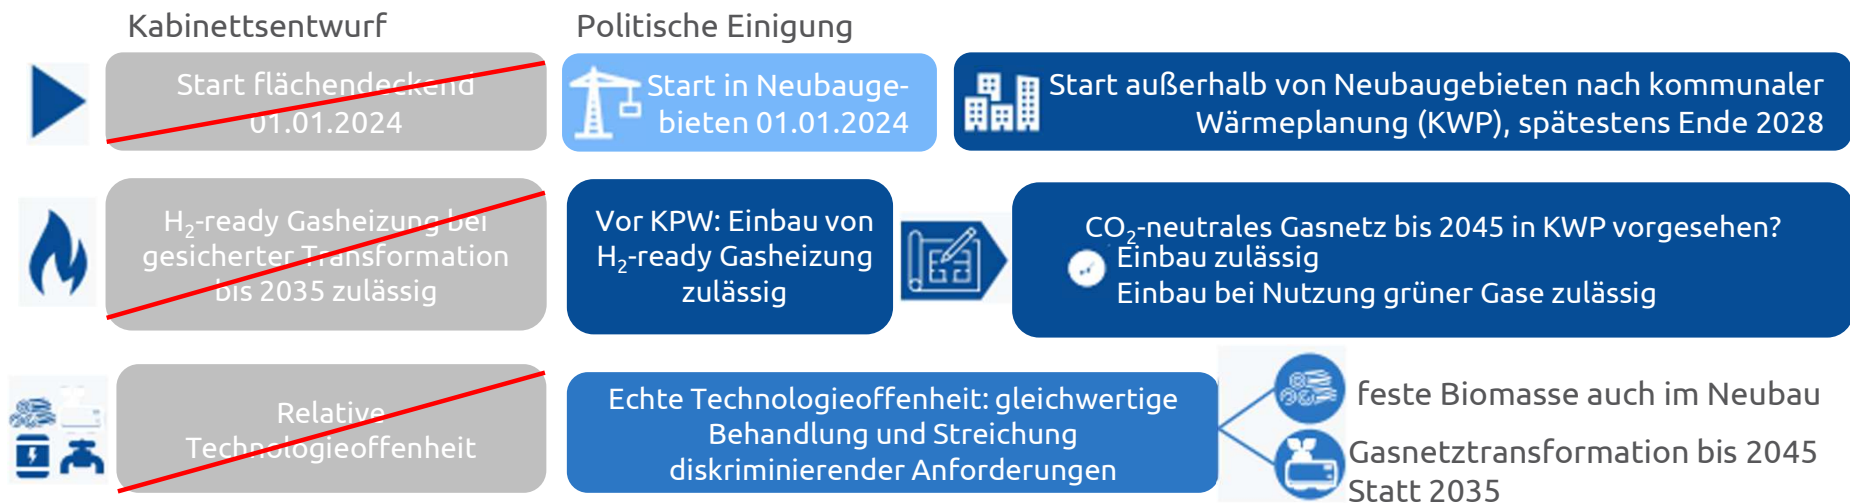 Kabinettsentwurf
Politische Einigung
Start flächendeckend
01.01.2024
Start in Neubauge-
bieten 01.01.2024
Start außerhalb von Neubaugebieten nach kommunaler
Wärmeplanung (KWP), spätestens Ende 2028
H₂-ready Gasheizung bei
gesicherter Transformation
bis 2035 zulässig
Vor KPW: Einbau von
H₂-ready Gasheizung
zulässig
CO₂-neutrales Gasnetz bis 2045 in KWP vorgesehen?
Einbau zulässig
Einbau bei Nutzung grüner Gase zulässig
Relative
Technologieoffenheit
Echte Technologieoffenheit: gleichwertige
Behandlung und Streichung
diskriminierender Anforderungen
feste Biomasse auch im Neubau
Gasnetztransformation bis 2045
Statt 2035